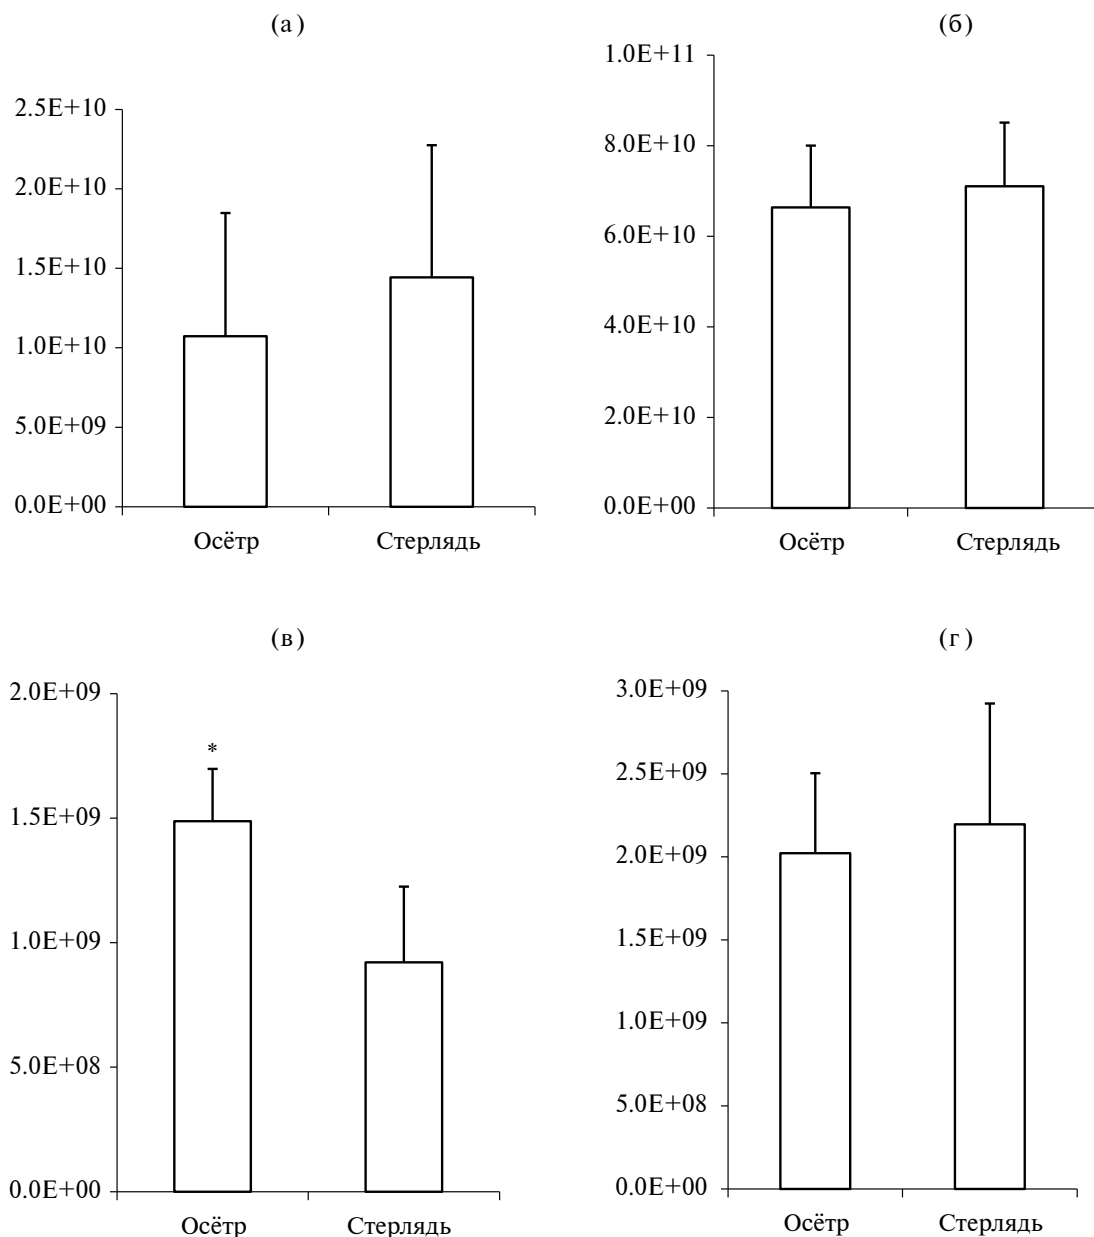 (а)
2.5E+10
2.0E+10
1.5E+10
1.0E+10
5.0E+09
0.0E+00
Осётр Стерлядь
(б)
1.0E+11
8.0E+10
6.0E+10
4.0E+10
2.0E+10
0.0E+00
Осётр Стерлядь
(в)
2.0E+09
*
1.5E+09
1.0E+09
5.0E+08
0.0E+00
Осётр Стерлядь
(г)
3.0E+09
2.5E+09
2.0E+09
1.5E+09
1.0E+09
5.0E+08
0.0E+00
Осётр Стерлядь